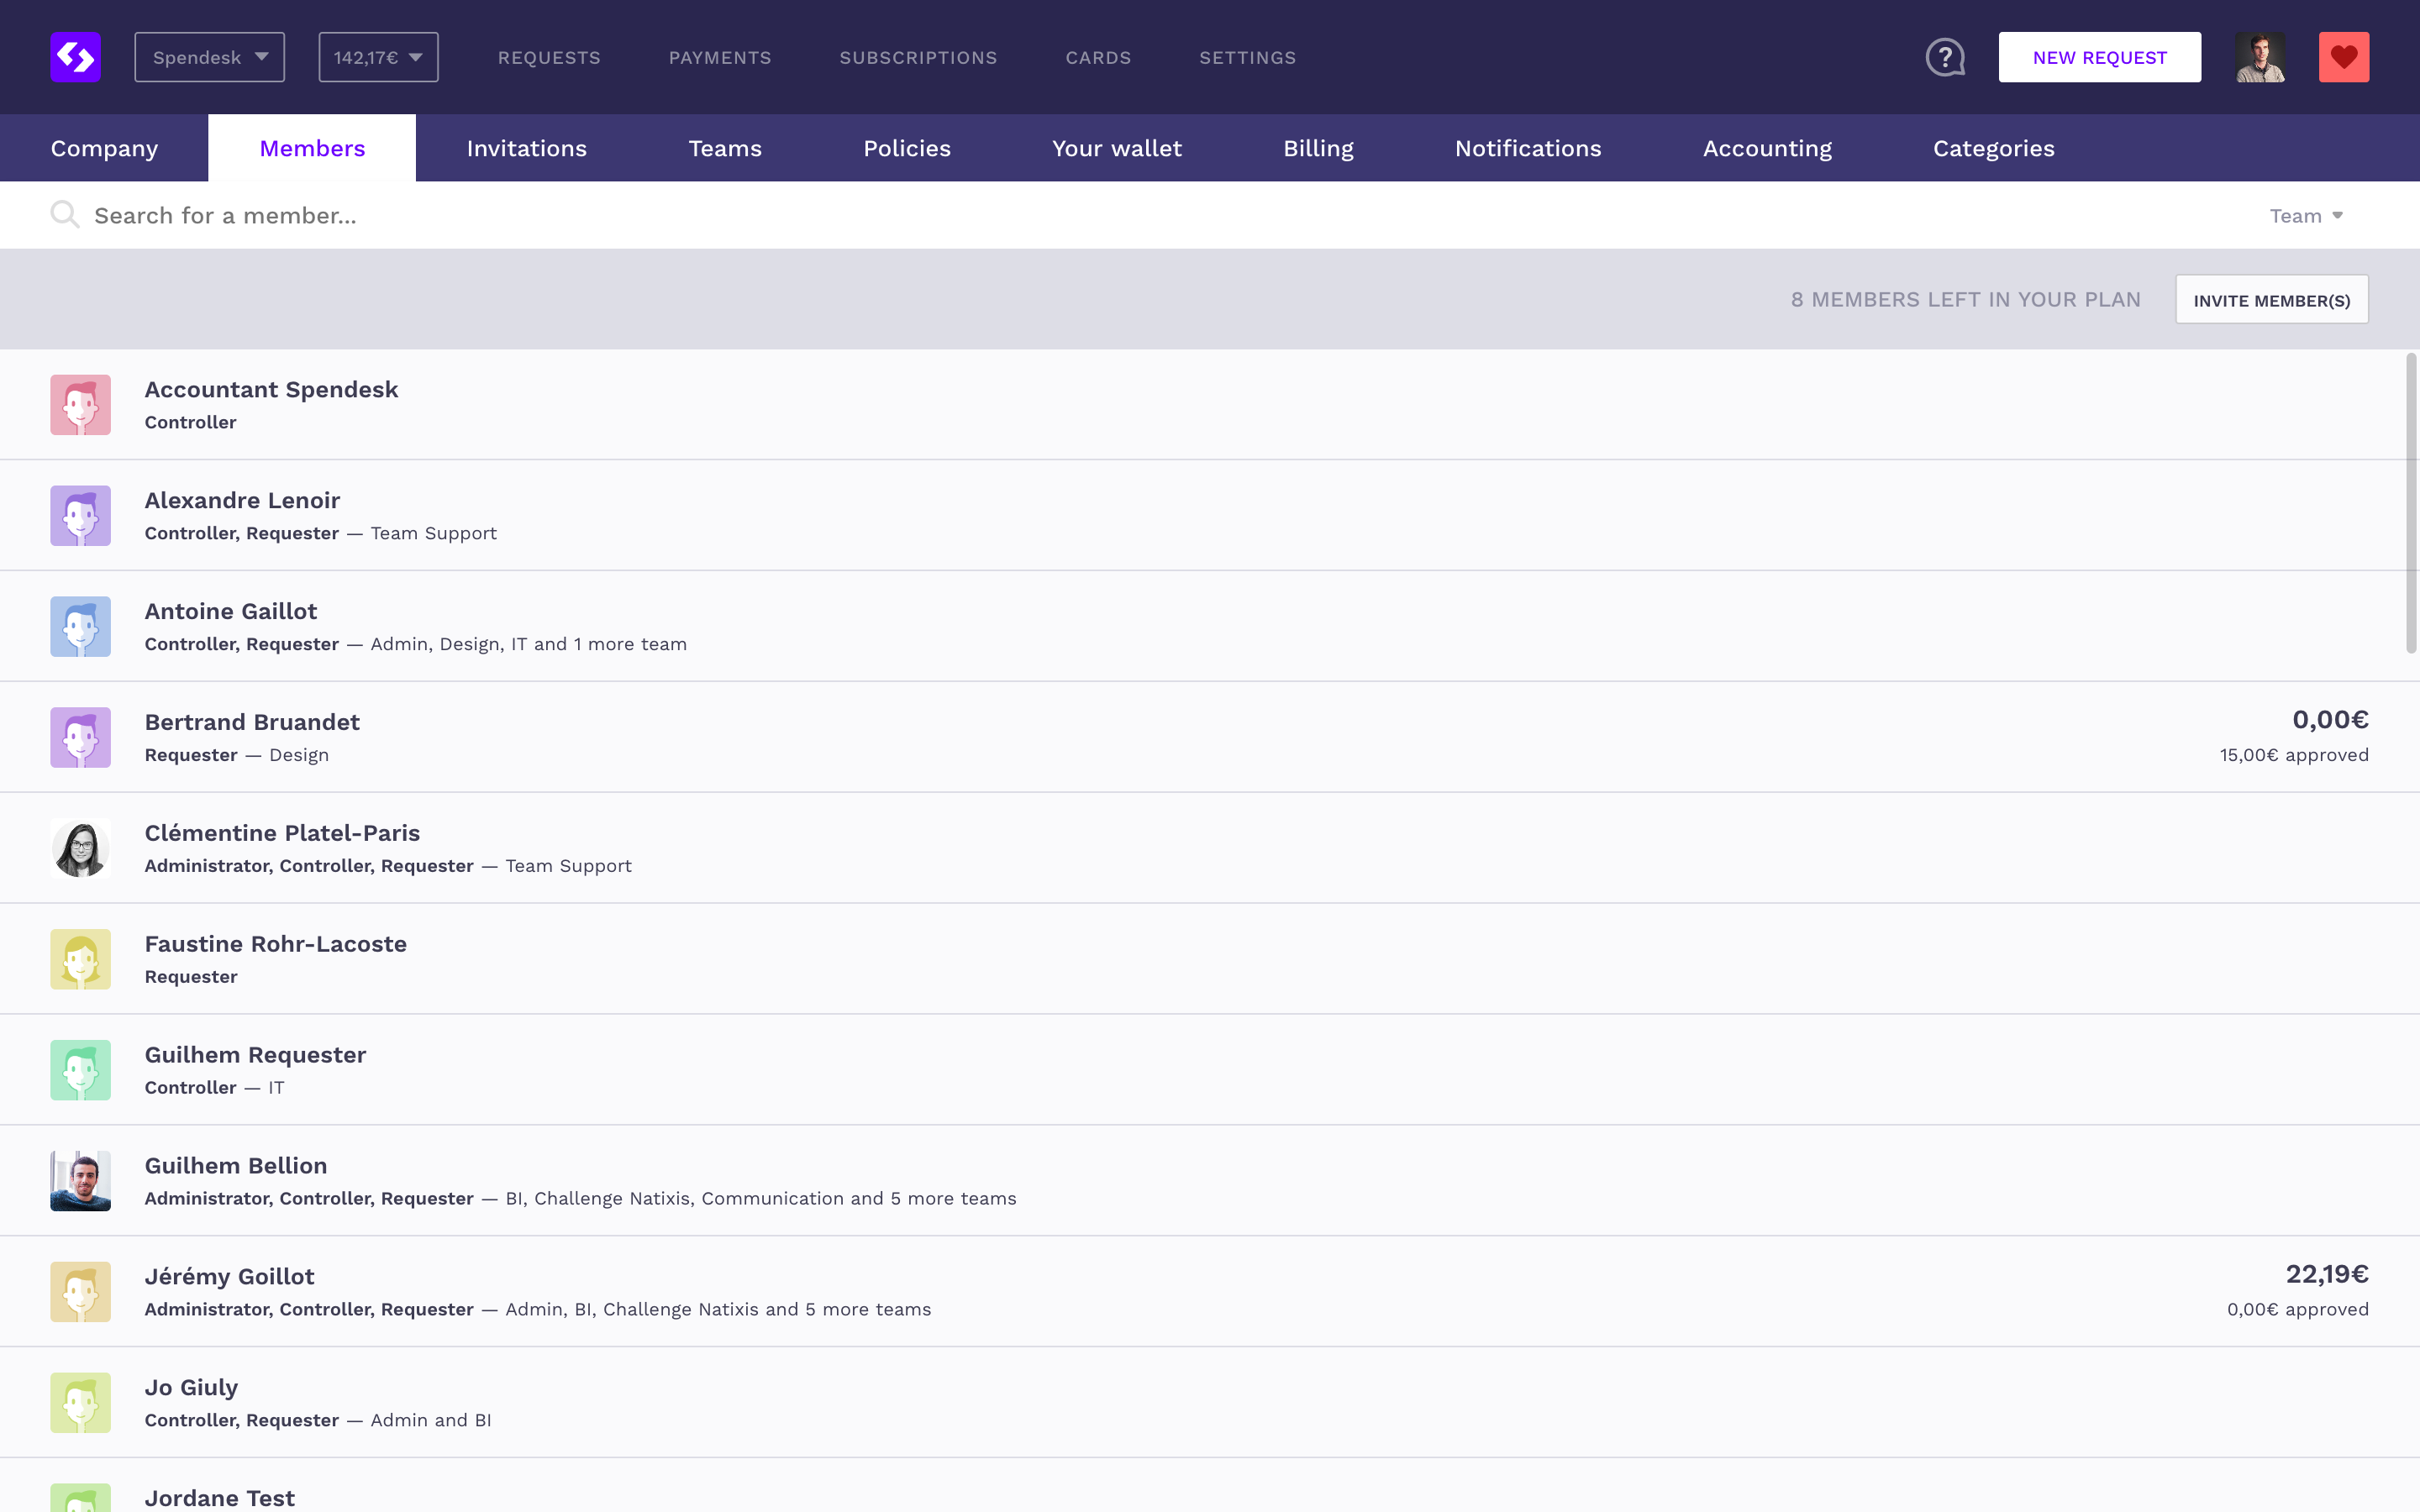 Spendesk 142,17€ REQUESTS PAYMENTS SUBSCRIPTIONS CARDS SETTINGS ? NEW REQUEST
Company Members Invitations Teams Policies Your wallet Billing Notifications Accounting Categories
Search for a member... Team
8 MEMBERS LEFT IN YOUR PLAN INVITE MEMBER(S)
Accountant Spendesk
Controller
Alexandre Lenoir
Controller, Requester — Team Support
Antoine Gaillot
Controller, Requester — Admin, Design, IT and 1 more team
Bertrand Bruandet 0,00€
Requester — Design 15,00€ approved
Clémentine Platel-Paris
Administrator, Controller, Requester — Team Support
Faustine Rohr-Lacoste
Requester
Guilhem Requester
Controller — IT
Guilhem Bellion
Administrator, Controller, Requester — BI, Challenge Natixis, Communication and 5 more teams
Jérémy Goillot 22,19€
Administrator, Controller, Requester — Admin, BI, Challenge Natixis and 5 more teams 0,00€ approved
Jo Giuly
Controller, Requester — Admin and BI
Jordane Test